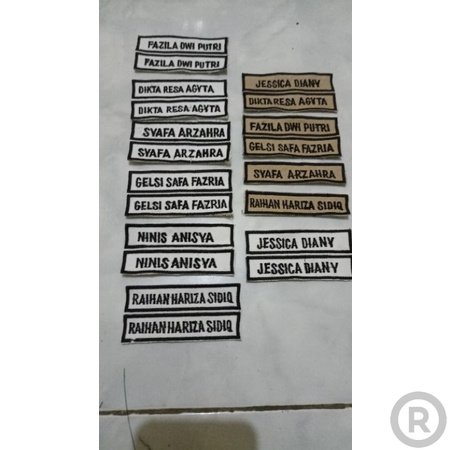 FAZILA DWI PUTRI
FAZILA DWI PUTRI
DIKTA RESA AGYTA
DIKTA RESA AGYTA
SYAFA ARZAHRA
SYAFA ARZAHRA
GELSI SAFA FAZRIA
GELSI SAFA FAZRIA
NINIS ANISYA
NINIS ANISYA
RAIHAN HARIZA SIDIQ
RAIHAN HARIZA SIDIQ
JESSICA DIANY
DIKTA RESA AGYTA
FAZILA DWI PUTRI
GELSI SAFA FAZRIA
SYAFA ARZAHRA
RAIHAN HARIZA SIDIQ
JESSICA DIANY
JESSICA DIANY
R